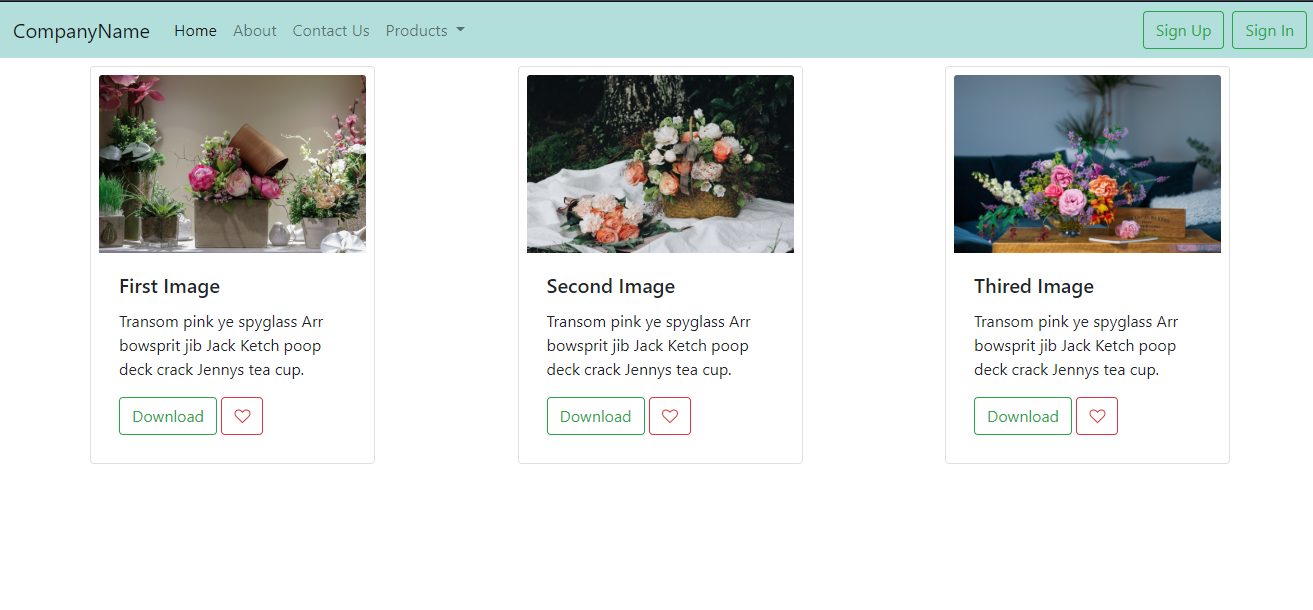 CompanyName Home About Contact Us Products Sign Up Sign In
First Image Second Image Thired Image
Transom pink ye spyglass Arr Transom pink ye spyglass Arr Transom pink ye spyglass Arr
bowsprit jib Jack Ketch poop bowsprit jib Jack Ketch poop bowsprit jib Jack Ketch poop
deck crack Jennys tea cup. deck crack Jennys tea cup. deck crack Jennys tea cup.
Download Download Download